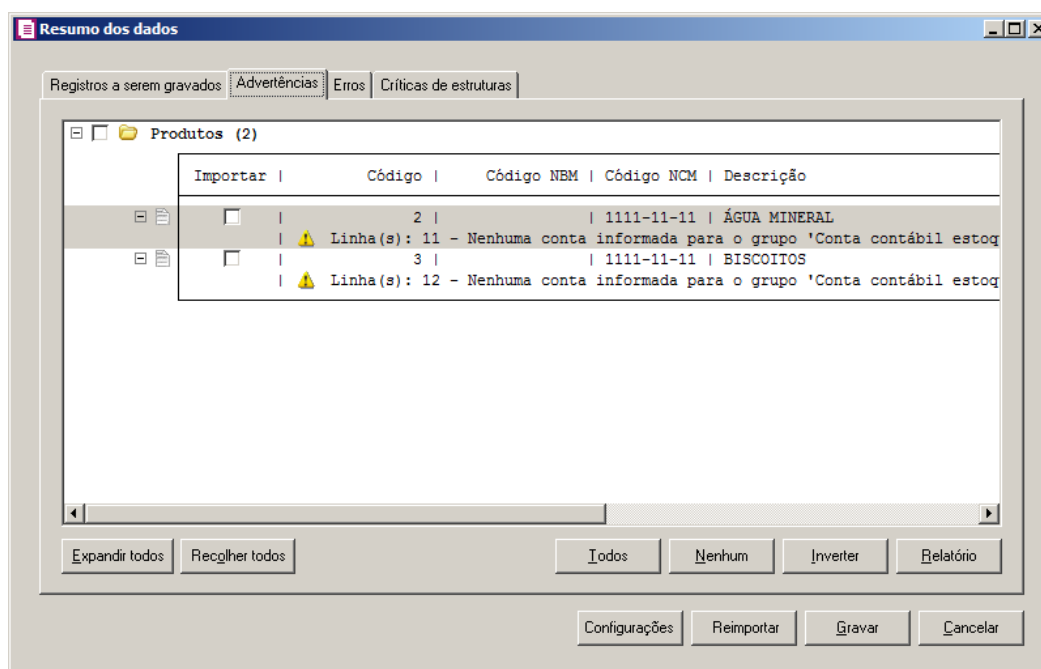 Resumo dos dados
Registros a serem gravados Advertências Erros Críticas de estruturas
Produtos (2)
Importar | Código | Código NBM | Código NCM | Descrição
| 2 | | 1111-11-11 | ÁGUA MINERAL
| Linha(s): 11 - Nenhuma conta informada para o grupo 'Conta contábil estoq
| 3 | | 1111-11-11 | BISCOITOS
| Linha(s): 12 - Nenhuma conta informada para o grupo 'Conta contábil estoq
Expandir todos Recolher todos Todos Nenhum Inverter Relatório
Configurações Reimportar Gravar Cancelar